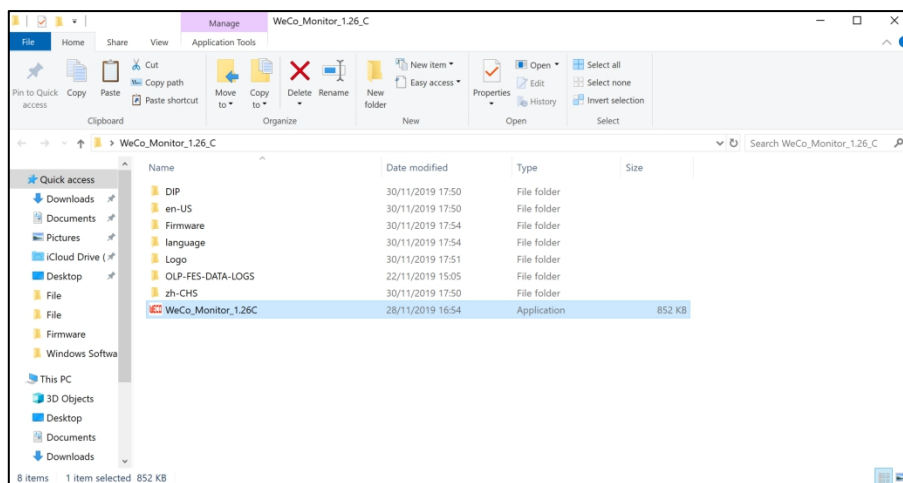 Manage
WeCo_Monitor_1.26_C
File
Home
Share
View
Application Tools
Pin to Quick access
Copy
Paste
Cut
Copy path
Paste shortcut
Clipboard
Move to
Copy to
Delete
Rename
Organize
New folder
New item
Easy access
New
Properties
Open
Edit
History
Open
Select all
Select none
Invert selection
Select
WeCo_Monitor_1.26_C
Search WeCo_Monitor_1.26_C
Name Date modified Type Size
DIP 30/11/2019 17:50 File folder
en-US 30/11/2019 17:50 File folder
Firmware 30/11/2019 17:54 File folder
language 30/11/2019 17:54 File folder
Logo 30/11/2019 17:51 File folder
OLP-FES-DATA-LOGS 22/11/2019 15:05 File folder
zh-CHS 30/11/2019 17:50 File folder
WeCo_Monitor_1.26C 28/11/2019 16:54 Application 852 KB
Quick access
Downloads
Documents
Pictures
iCloud Drive (
Desktop
File
File
Firmware
Windows Softwa
This PC
3D Objects
Desktop
Documents
Downloads
8 items 1 item selected 852 KB